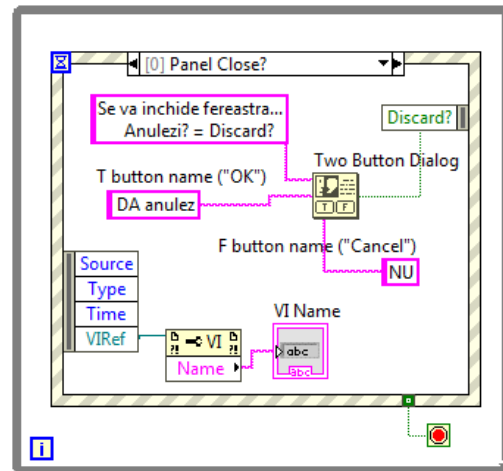 [0] Panel Close?
Se va inchide fereastra...
Anulezi? = Discard?
Discard?
Two Button Dialog
T button name ("OK")
DA anulez
T F
F button name ("Cancel")
NU
Source
Type
Time
VIRef
VI
Name
VI Name
abc
abc
i